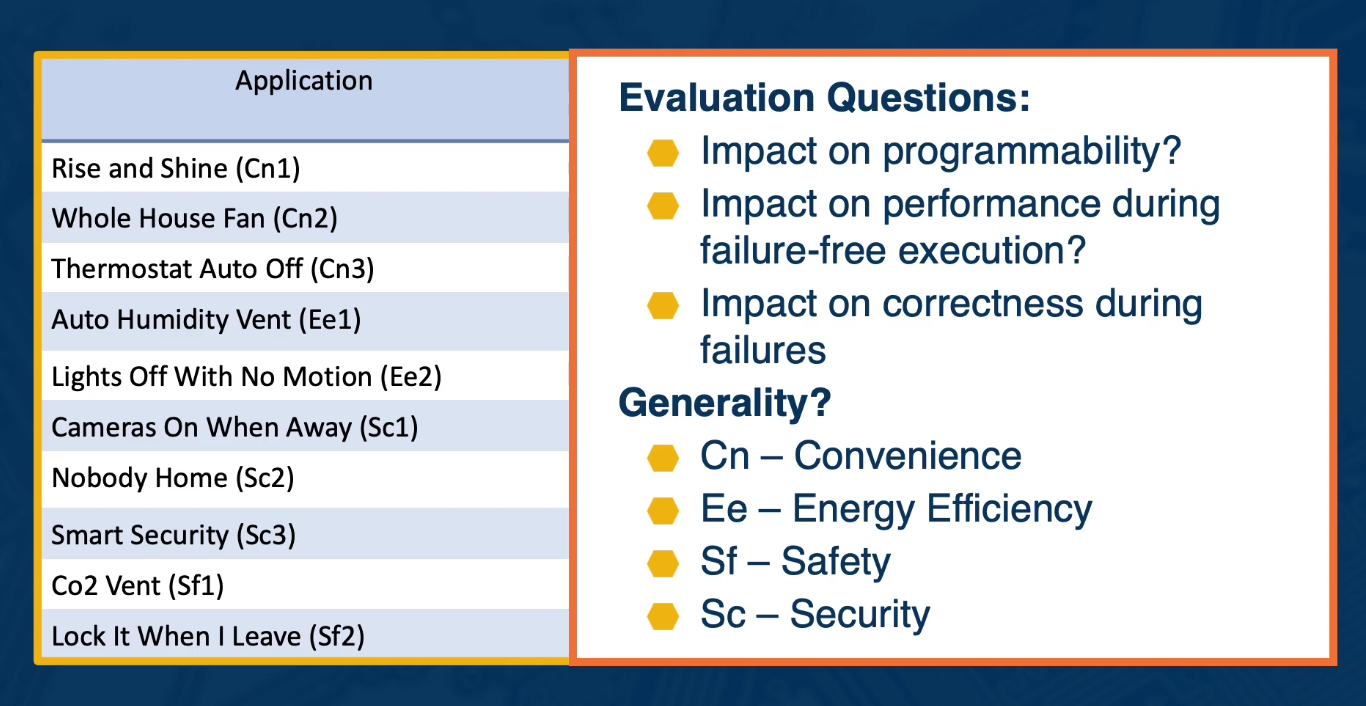 Application
Rise and Shine (Cn1)
Whole House Fan (Cn2)
Thermostat Auto Off (Cn3)
Auto Humidity Vent (Ee1)
Lights Off With No Motion (Ee2)
Cameras On When Away (Sc1)
Nobody Home (Sc2)
Smart Security (Sc3)
Co2 Vent (Sf1)
Lock It When I Leave (Sf2)
Evaluation Questions:
Impact on programmability?
Impact on performance during
failure-free execution?
Impact on correctness during
failures
Generality?
Cn – Convenience
Ee – Energy Efficiency
Sf – Safety
Sc – Security